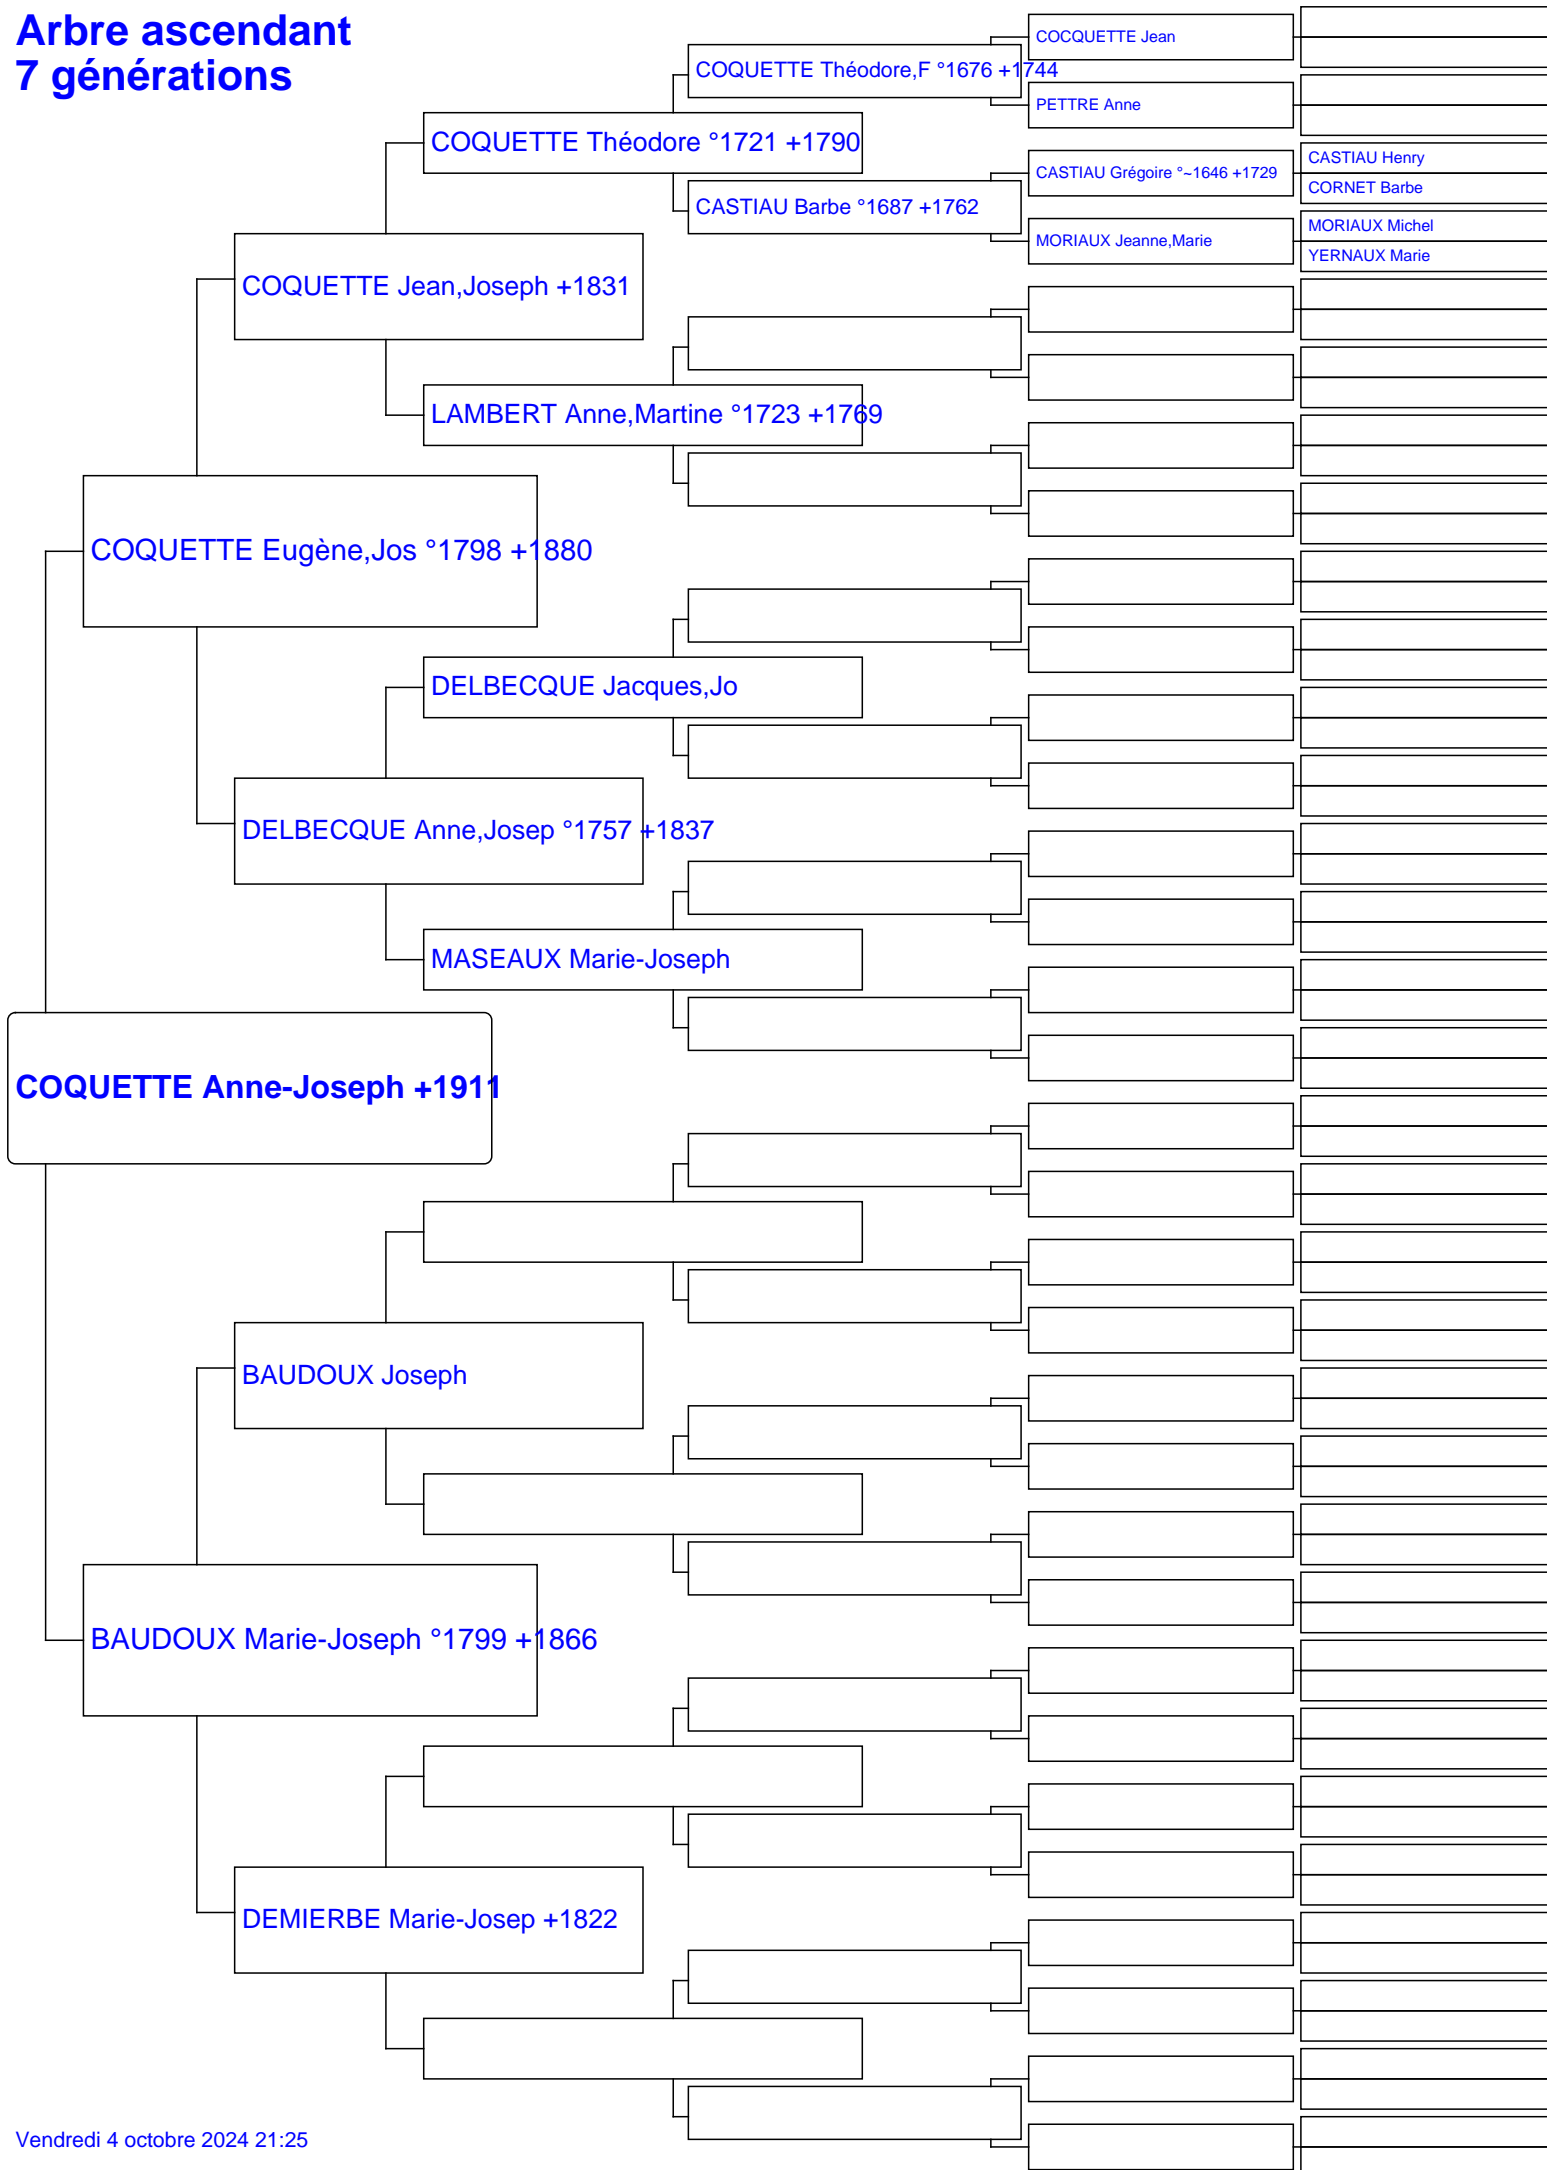 Arbre ascendant
7 générations
COCQUETTE Jean
COQUETTE Théodore,F °1676 +1744
PETTRE Anne
COQUETTE Théodore °1721 +1790
CASTIAU Henry
CASTIAU Grégoire °~1646 +1729
CORNET Barbe
CASTIAU Barbe °1687 +1762
MORIAUX Michel
MORIAUX Jeanne,Marie
YERNAUX Marie
COQUETTE Jean,Joseph +1831
LAMBERT Anne,Martine °1723 +1769
COQUETTE Eugène,Jos °1798 +1880
DELBECQUE Jacques,Jo
DELBECQUE Anne,Josep °1757 +1837
MASEAUX Marie-Joseph
COQUETTE Anne-Joseph +1911
BAUDOUX Joseph
BAUDOUX Marie-Joseph °1799 +1866
DEMIERBE Marie-Josep +1822
Vendredi 4 octobre 2024 21:25